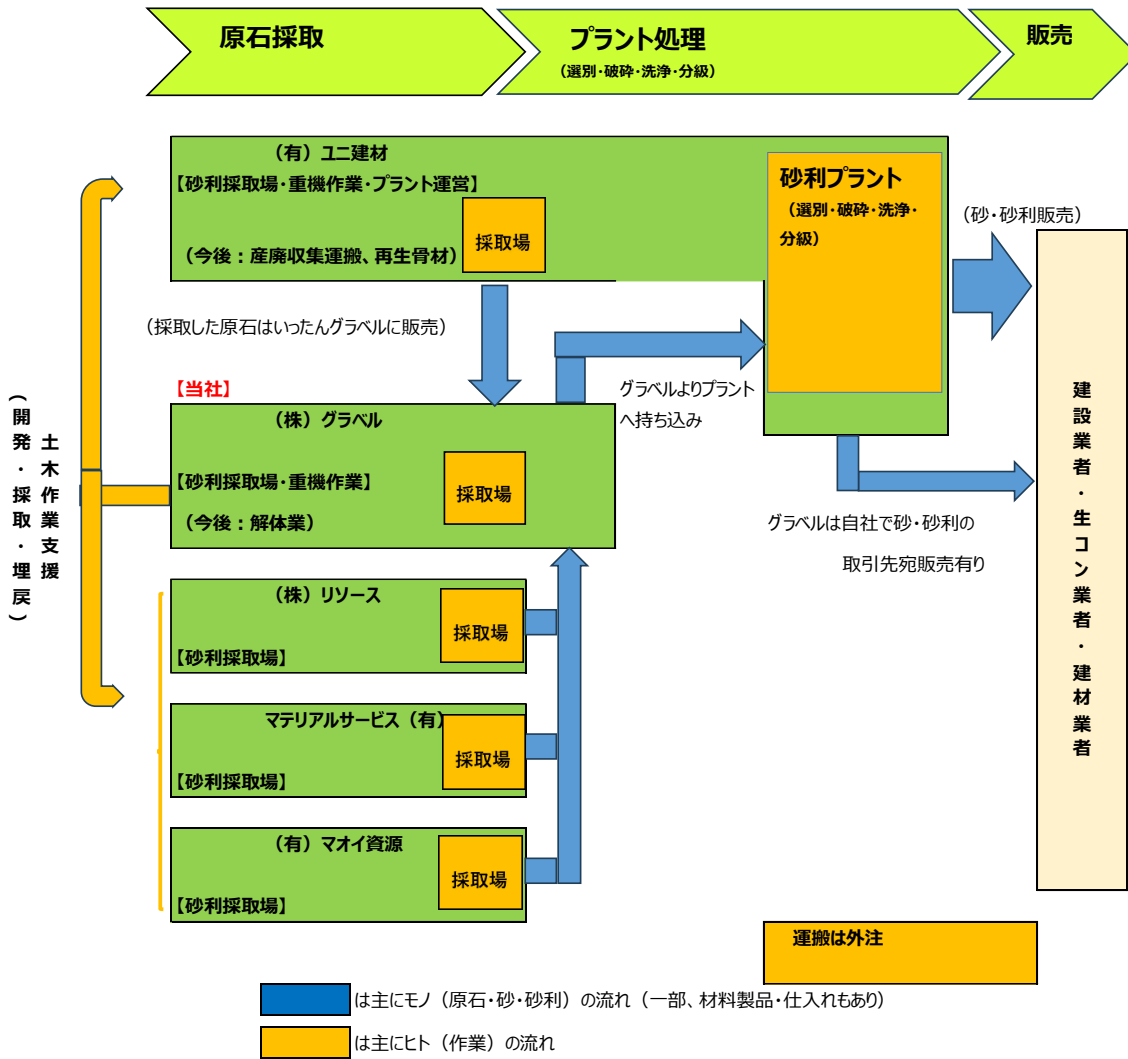 原石採取
プラント処理
(選別・破砕・洗浄・分級)
販売
（有）ユニ建材
【砂利採取場・重機作業・プラント運営】
採取場
（今後：産廃収集運搬、再生骨材）
砂利プラント
（選別・破砕・洗浄・
分級）
（砂・砂利販売）
（採取した原石はいったんグラベルに販売）
【当社】
（株）グラベル
【砂利採取場・重機作業】
採取場
（今後：解体業）
グラベルよりプラント
へ持ち込み
グラベルは自社で砂・砂利の
取引先宛販売有り
土木作業支援
（開発・採取・埋戻）
（株）リソース
採取場
【砂利採取場】
マテリアルサービス（有）
採取場
【砂利採取場】
（有）マオイ資源
採取場
【砂利採取場】
建設業者・生コン業者・建材業者
運搬は外注
は主にモノ（原石・砂・砂利）の流れ（一部、材料製品・仕入れもあり）
は主にヒト（作業）の流れ